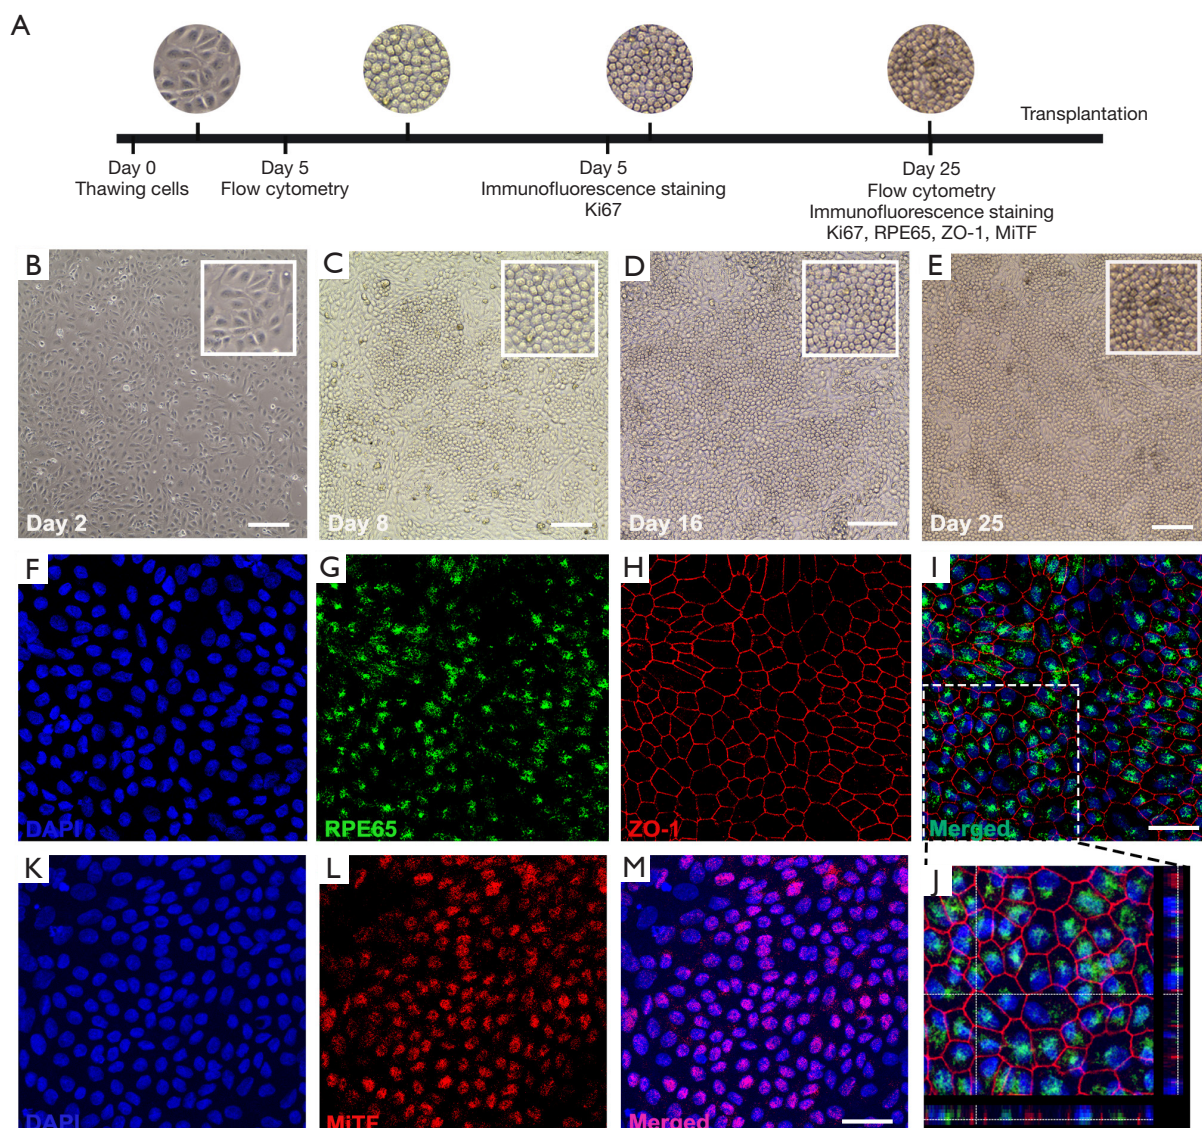 A
Transplantation
Day 0
Thawing cells
Day 5
Flow cytometry
Day 5
Immunofluorescence staining
Ki67
Day 25
Flow cytometry
Immunofluorescence staining
Ki67, RPE65, ZO-1, MiTF
B
Day 2
C
Day 8
D
Day 16
E
Day 25
F
DAPI
G
RPE65
H
ZO-1
I
Merged
K
DAPI
L
MiTF
M
Merged
J